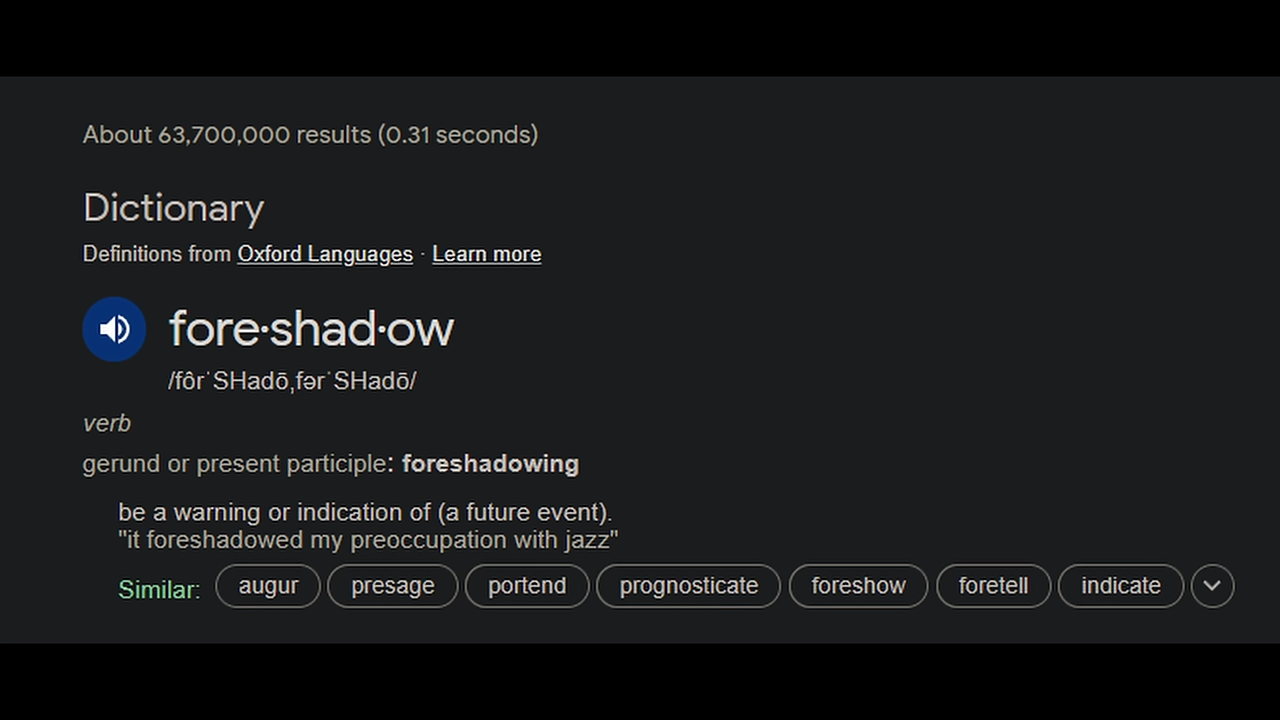 About 63,700,000 results (0.31 seconds)
Dictionary
Definitions from Oxford Languages · Learn more
fore·shad·ow
/fôrˈSHadō,fərˈSHadō/
verb
gerund or present participle: foreshadowing
be a warning or indication of (a future event).
"it foreshadowed my preoccupation with jazz"
Similar: augur presage portend prognosticate foreshow foretell indicate